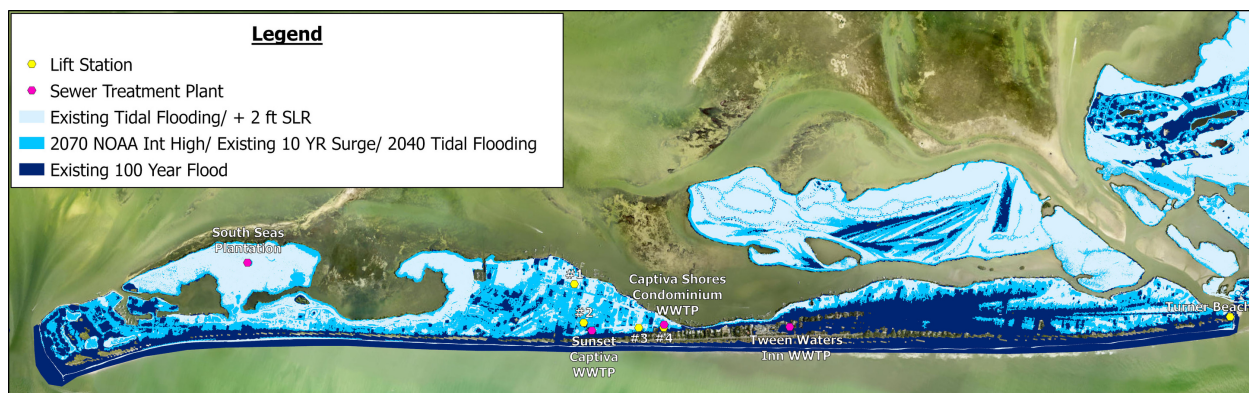 Legend
Lift Station
Sewer Treatment Plant
Existing Tidal Flooding/ + 2 ft SLR
2070 NOAA Int High/ Existing 10 YR Surge/ 2040 Tidal Flooding
Existing 100 Year Flood
South Seas
Plantation
#1
#2
Sunset
Captiva
WWTP
Captiva Shores
Condominium
WWTP
#3
#4
Tween Waters
Inn WWTP
Turner Beach